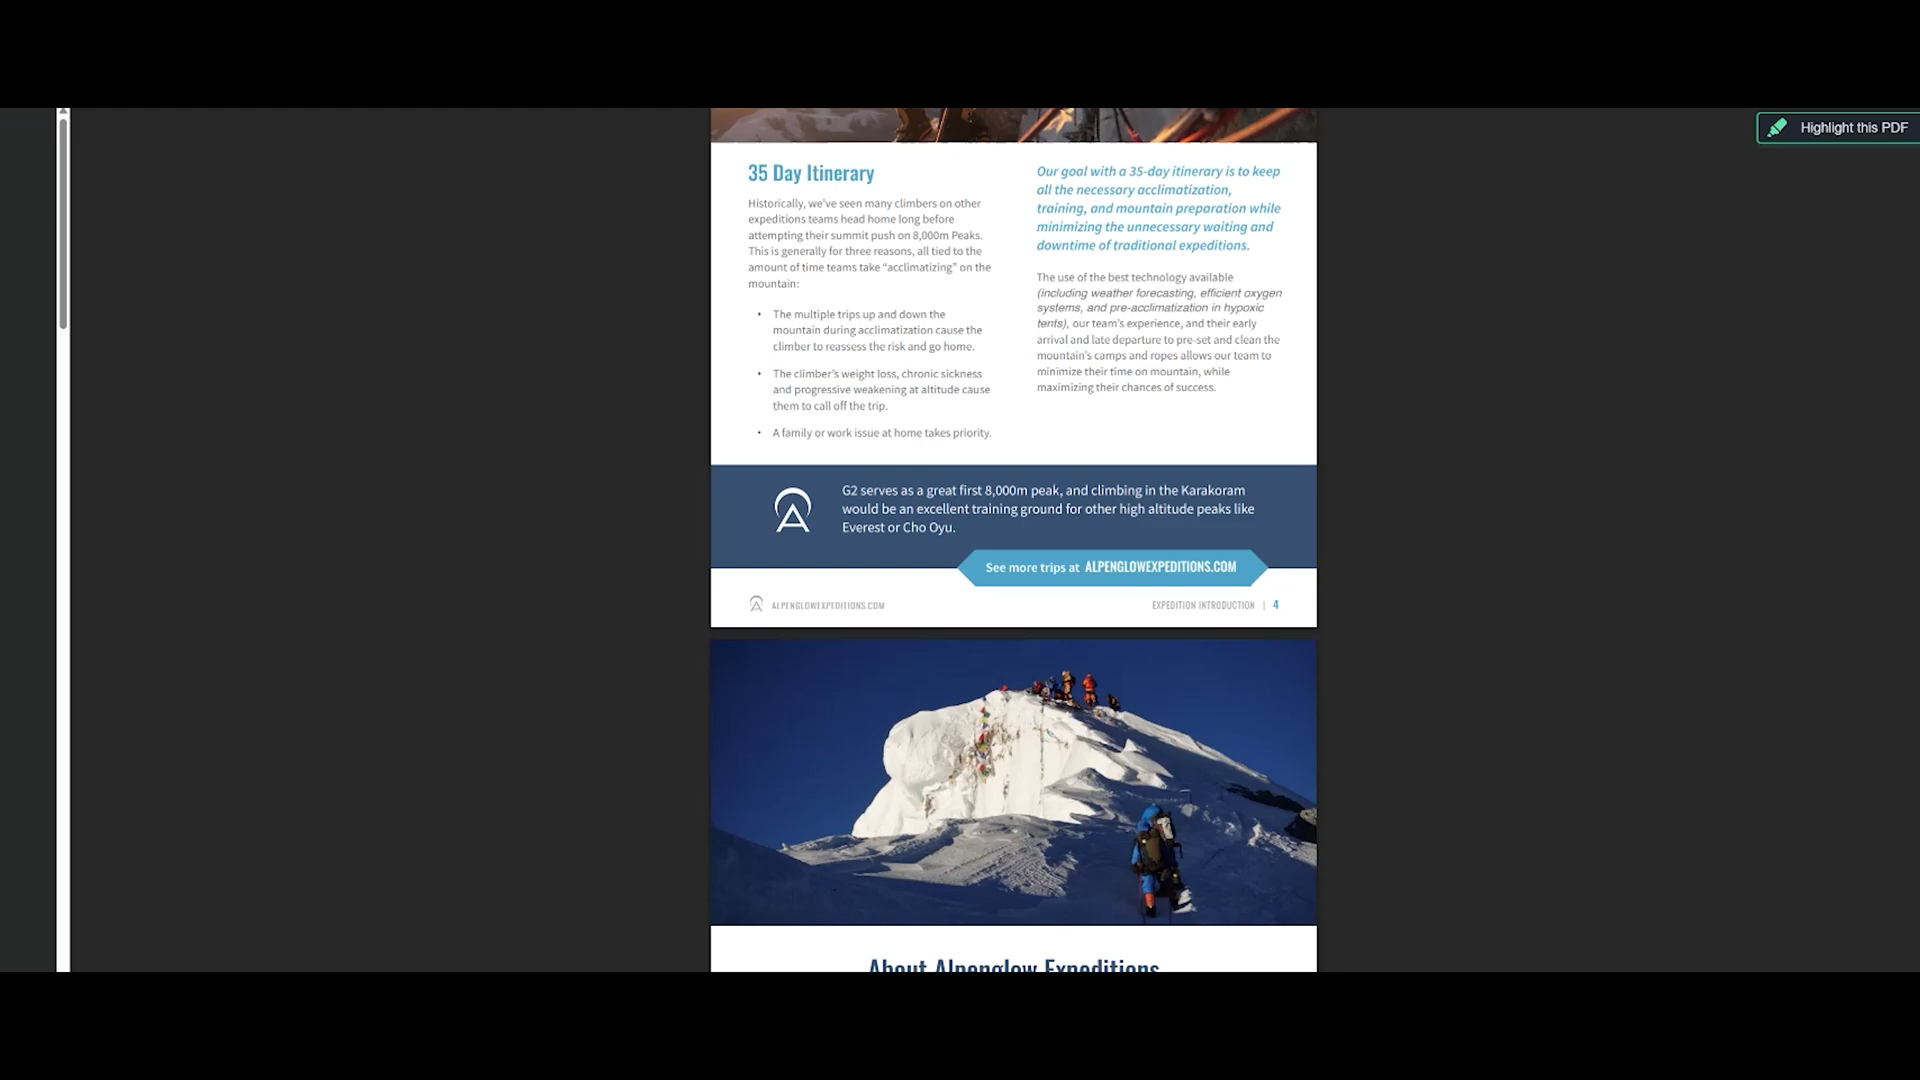 Highlight this PDF
35 Day Itinerary
Historically, we've seen many climbers on other
expeditions teams head home long before
attempting their summit push on 8,000m Peaks.
This is generally for three reasons, all tied to the
amount of time teams take “acclimatizing” on the
mountain:
• The multiple trips up and down the
mountain during acclimatization cause the
climber to reassess the risk and go home.
• The climber's weight loss, chronic sickness
and progressive weakening at altitude cause
them to call off the trip.
• A family or work issue at home takes priority.
Our goal with a 35-day itinerary is to keep
all the necessary acclimatization,
training, and mountain preparation while
minimizing the unnecessary waiting and
downtime of traditional expeditions.
The use of the best technology available
(including weather forecasting, efficient oxygen
systems, and pre-acclimatization in hypoxic
tents), our team's experience, and their early
arrival and late departure to pre-set and clean the
mountain's camps and ropes allows our team to
minimize their time on mountain, while
maximizing their chances of success.
G2 serves as a great first 8,000m peak, and climbing in the Karakoram
would be an excellent training ground for other high altitude peaks like
Everest or Cho Oyu.
See more trips at ALPENGLOWEXPEDITIONS.COM
ALPENGLOWEXPEDITIONS.COM
EXPEDITION INTRODUCTION | 4
About Alpenglow Expeditions